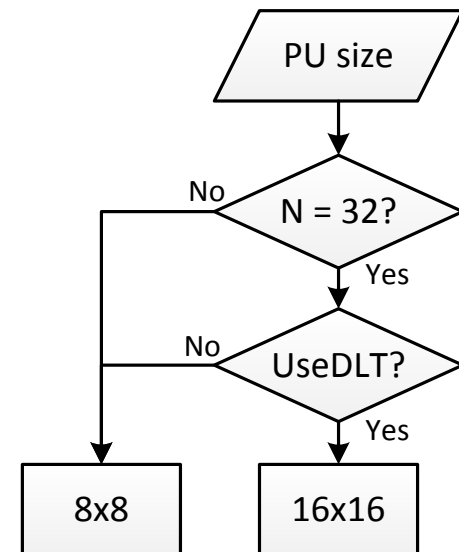 PU size
No
N = 32?
Yes
No
UseDLT?
Yes
8x8
16x16